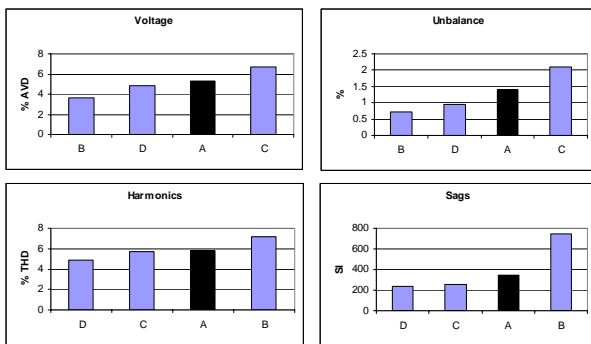 Voltage
% AVD
8
6
4
2
0
B D A C
Unbalance
%
2.5
2
1.5
1
0.5
0
B D A C
Harmonics
% THD
8
6
4
2
0
D C A B
Sags
SI
800
600
400
200
0
D C A B